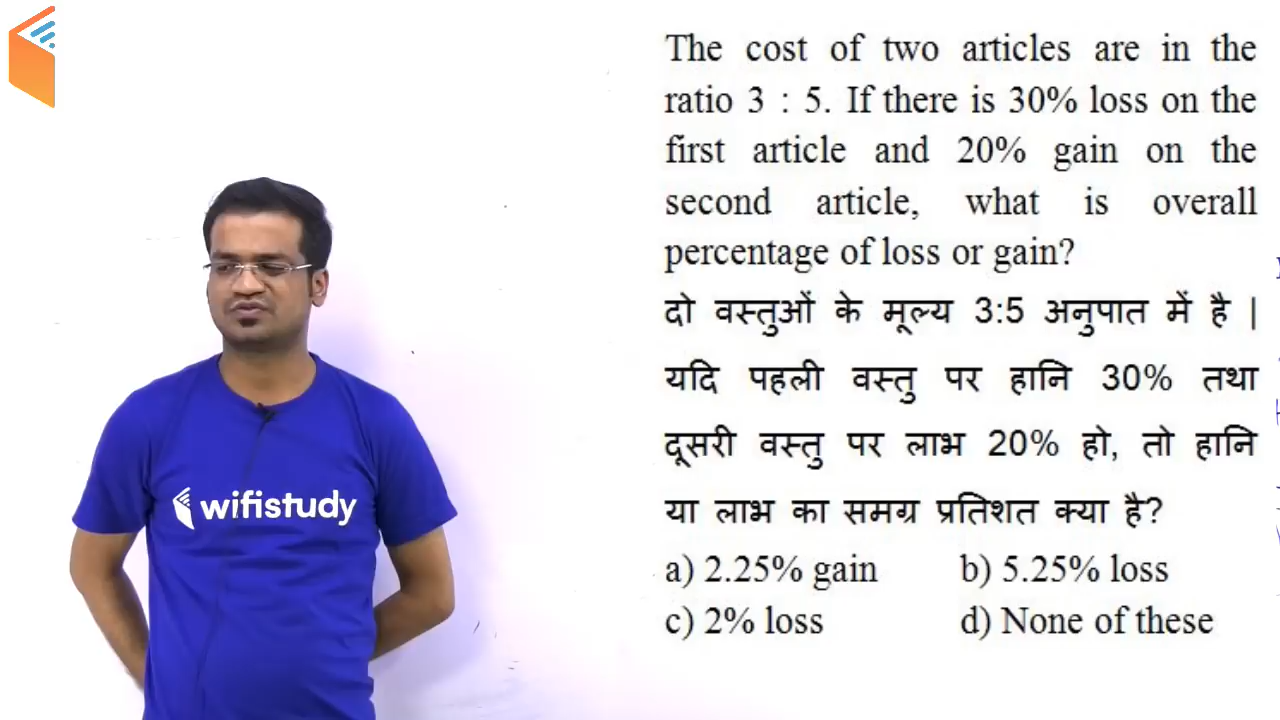 The cost of two articles are in the
ratio 3 : 5. If there is 30% loss on the
first article and 20% gain on the
second article, what is overall
percentage of loss or gain?
दो वस्तुओं के मूल्य 3:5 अनुपात में है |
यदि पहली वस्तु पर हानि 30% तथा
दूसरी वस्तु पर लाभ 20% हो, तो हानि
या लाभ का समग्र प्रतिशत क्या है?
a) 2.25% gain b) 5.25% loss
c) 2% loss d) None of these
wifistudy